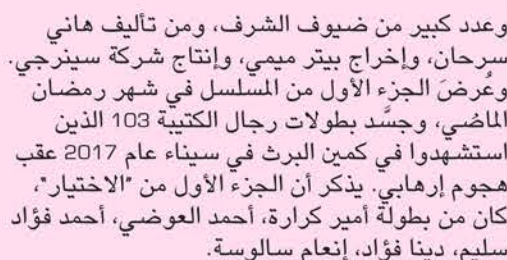 وعدد كبير من ضيوف الشرف، ومن تأليف هاني
سرحان، وإخراج بيتر ميمي، وإنتاج شركة سينرجي.
وعُرضَ الجزء الأول من المسلسل في شهر رمضان
الماضي، وجسَّد بطولات رجال الكتيبة 103 الذين
استشهدوا في كمين البرث في سيناء عام 2017 عقب
هجوم إرهابي. يذكر أن الجزء الأول من "الاختيار"،
كان من بطولة أمير كرارة، أحمد العوضي، أحمد فؤاد
سليم، دينا فؤاد، إنعام سالوسة.